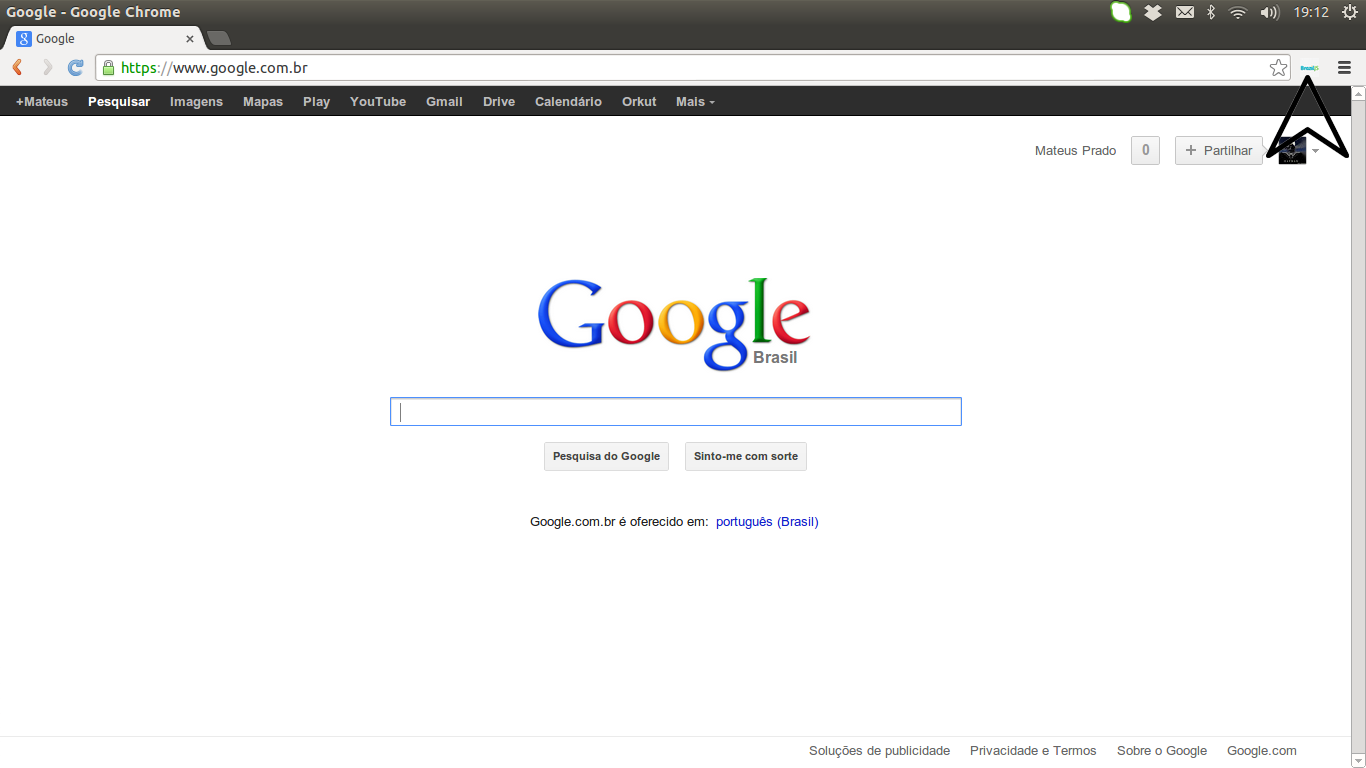 Google - Google Chrome 19:12
Google
https://www.google.com.br BrasilJS
+Mateus Pesquisar Imagens Mapas Play YouTube Gmail Drive Calendário Orkut Mais
Mateus Prado 0 + Partilhar
Google
Brasil
Pesquisa do Google Sinto-me com sorte
Google.com.br é oferecido em: português (Brasil)
Soluções de publicidade Privacidade e Termos Sobre o Google Google.com